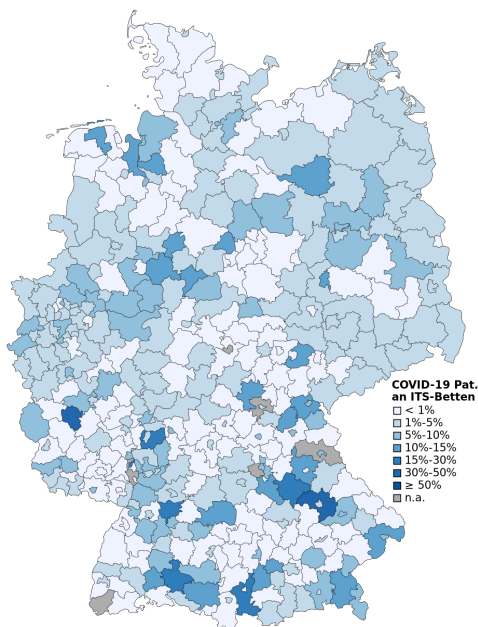 COVID-19 Pat.
an ITS-Betten
< 1%
1%-5%
5%-10%
10%-15%
15%-30%
30%-50%
≥ 50%
n.a.